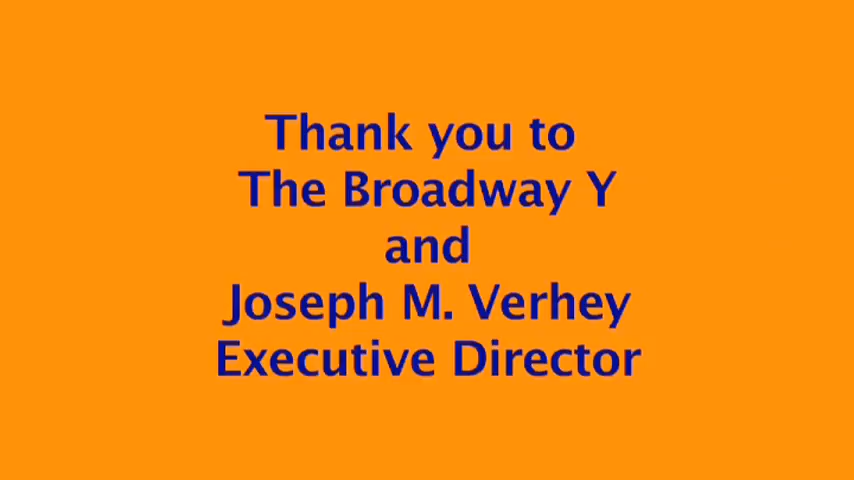 Thank you to
The Broadway Y
and
Joseph M. Verhey
Executive Director